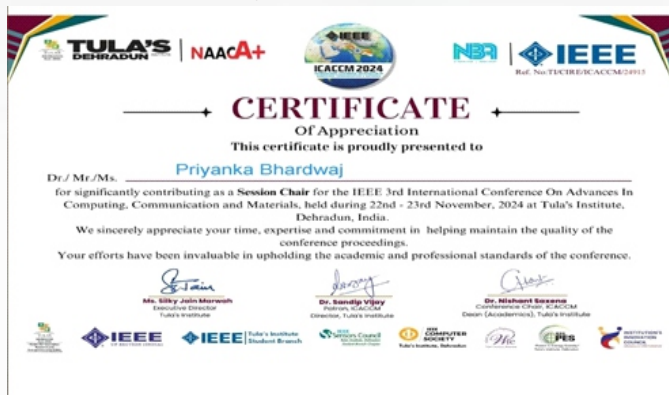 TULA'S
DEHRADUN
NAAC A+
IEEE
ICACCM 2024
NBA
IEEE
Ref. No:TI/CIRE/ICACCM/24915
CERTIFICATE
Of Appreciation
This certificate is proudly presented to
Dr./ Mr./Ms. Priyanka Bhardwaj
for significantly contributing as a Session Chair for the IEEE 3rd International Conference On Advances In
Computing, Communication and Materials, held during 22nd - 23rd November, 2024 at Tula's Institute,
Dehradun, India.
We sincerely appreciate your time, expertise and commitment in helping maintain the quality of the
conference proceedings.
Your efforts have been invaluable in upholding the academic and professional standards of the conference.
Ms. Silky Jain Marwah
Executive Director
Tula's Institute
Dr. Sandip Vijay
Patron, ICACCM
Director, Tula's Institute
Dr. Nishant Saxena
Conference Chair, ICACCM
Dean (Academics), Tula's Institute
IEEE
IEEE
Tula's Institute
Student Branch
IEEE
Sensors Council
IEEE
COMPUTER
SOCIETY
Tula's Institute, Dehradun
PES
INSTITUTION'S
INNOVATION
COUNCIL